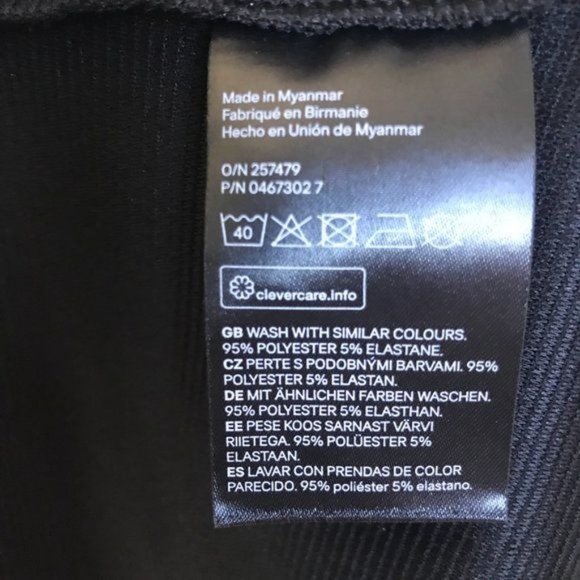 Made in Myanmar
Fabriqué en Birmanie
Hecho en Unión de Myanmar
O/N 257479
P/N 0467302 7
40
clevercare.info
GB WASH WITH SIMILAR COLOURS.
95% POLYESTER 5% ELASTANE.
CZ PERTE S PODOBNÝMI BARVAMI. 95%
POLYESTER 5% ELASTAN.
DE MIT ÄHNLICHEN FARBEN WASCHEN.
95% POLYESTER 5% ELASTHAN.
EE PESE KOOS SARNAST VÄRVI
RIIETEGA. 95% POLÜESTER 5%
ELASTAAN.
ES LAVAR CON PRENDAS DE COLOR
PARECIDO. 95% poliéster 5% elastano.